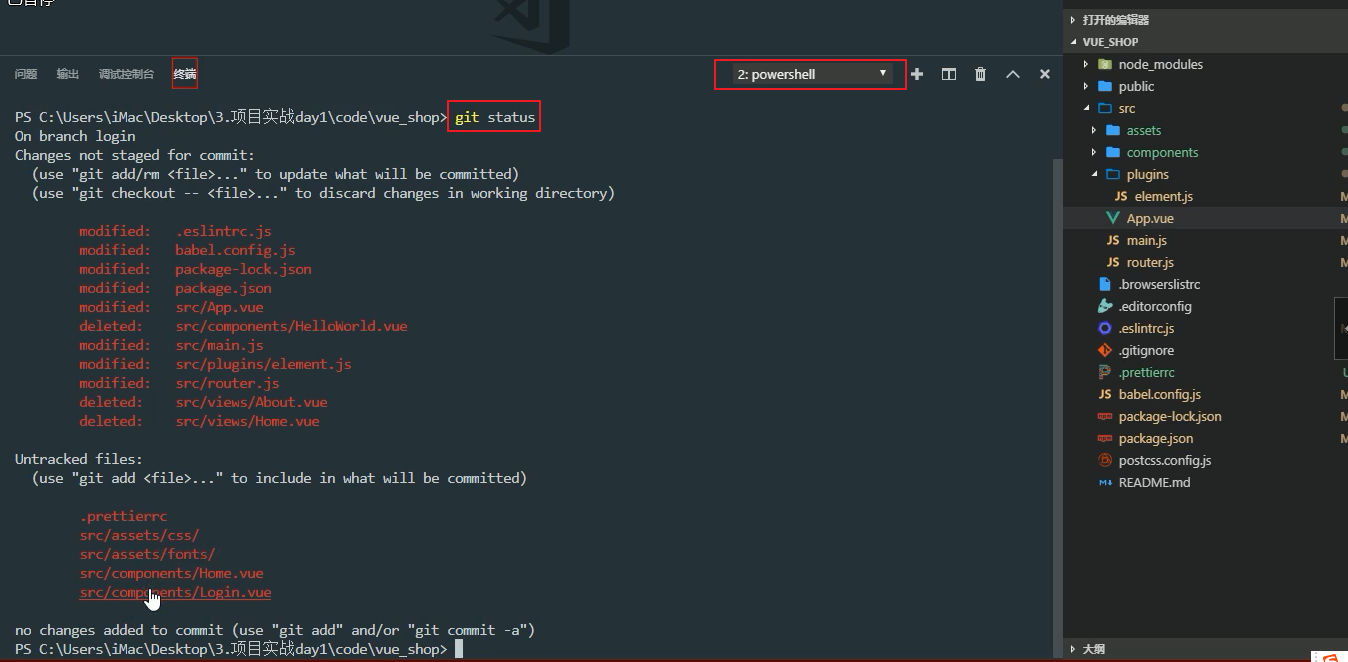 已暂停
问题 输出 调试控制台 终端 2: powershell
PS C:\Users\iMac\Desktop\3.项目实战day1\code\vue_shop> git status
On branch login
Changes not staged for commit:
(use "git add/rm <file>..." to update what will be committed)
(use "git checkout -- <file>..." to discard changes in working directory)
modified: .eslintrc.js
modified: babel.config.js
modified: package-lock.json
modified: package.json
modified: src/App.vue
deleted: src/components/HelloWorld.vue
modified: src/main.js
modified: src/plugins/element.js
modified: src/router.js
deleted: src/views/About.vue
deleted: src/views/Home.vue
Untracked files:
(use "git add <file>..." to include in what will be committed)
.prettierrc
src/assets/css/
src/assets/fonts/
src/components/Home.vue
src/components/Login.vue
no changes added to commit (use "git add" and/or "git commit -a")
PS C:\Users\iMac\Desktop\3.项目实战day1\code\vue_shop>
打开的编辑器
VUE_SHOP
node_modules
public
src
assets
components
plugins
JS element.js M
App.vue M
JS main.js M
JS router.js M
.browserslistrc
.editorconfig
.eslintrc.js M
.gitignore
.prettierrc U
JS babel.config.js M
package-lock.json M
package.json M
postcss.config.js
README.md
大纲